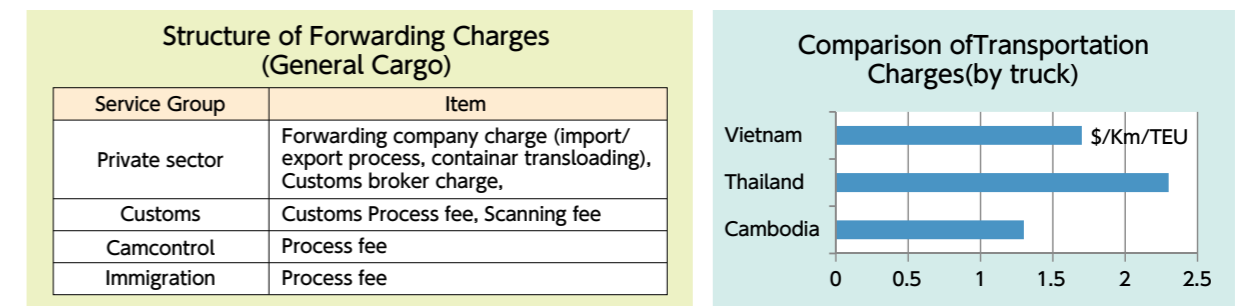 Structure of Forwarding Charges
(General Cargo)
Service Group Item
Private sector Forwarding company charge (import/
export process, containar transloading),
Customs broker charge,
Customs Customs Process fee, Scanning fee
Camcontrol Process fee
Immigration Process fee
Comparison ofTransportation
Charges(by truck)
Vietnam $/Km/TEU
Thailand
Cambodia
0 0.5 1 1.5 2 2.5